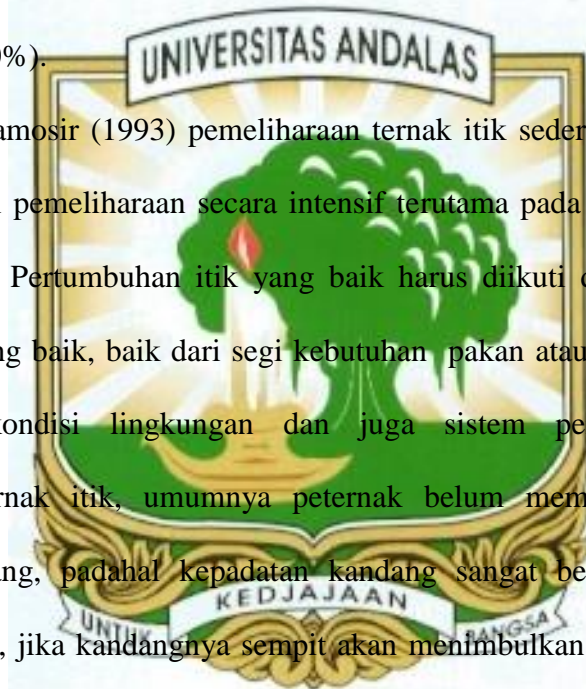 UNIVERSITAS ANDALAS
0%).
amosir (1993) pemeliharaan ternak itik seder
pemeliharaan secara intensif terutama pada
Pertumbuhan itik yang baik harus diikuti
ng baik, baik dari segi kebutuhan pakan atau
kondisi lingkungan dan juga sistem pe
rnak itik, umumnya peternak belum mem
ang, padahal kepadatan kandang sangat be
KEDJAJAAN
UNTUK BANGSA
, jika kandangnya sempit akan menimbulkan